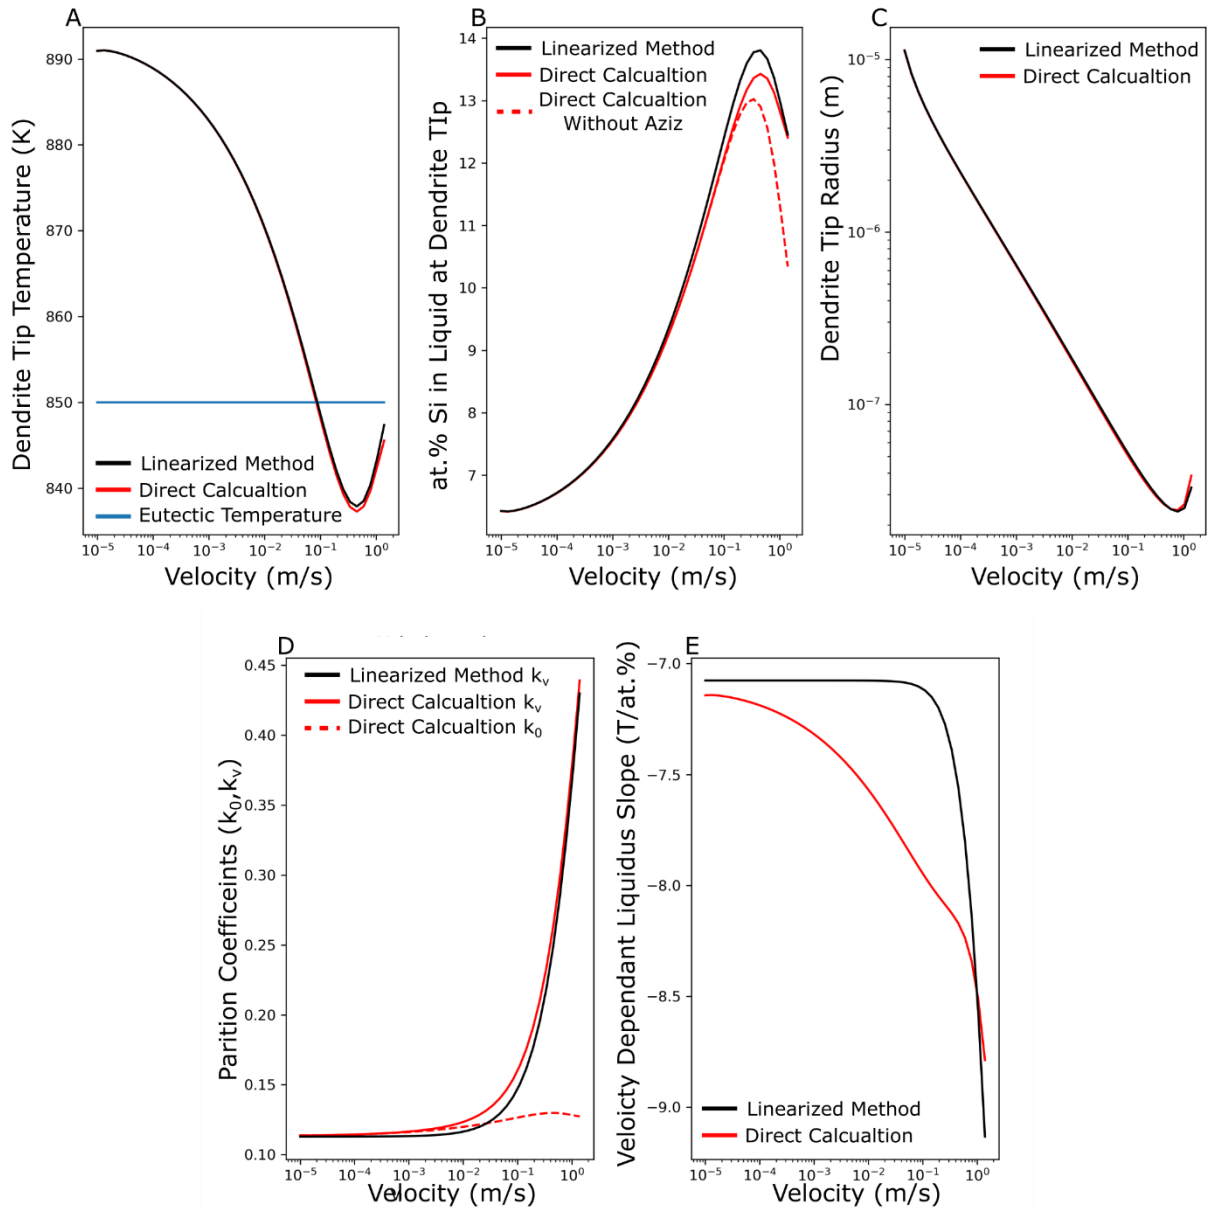 A
Dendrite Tip Temperature (K)
890
880
870
860
850
840
Linearized Method
Direct Calcualtion
Eutectic Temperature
10⁻⁵ 10⁻⁴ 10⁻³ 10⁻² 10⁻¹ 10⁰
Velocity (m/s)
B
at.% Si in Liquid at Dendrite TIp
14
13
12
11
10
9
8
7
Linearized Method
Direct Calcualtion
Direct Calcualtion
Without Aziz
10⁻⁵ 10⁻⁴ 10⁻³ 10⁻² 10⁻¹ 10⁰
Velocity (m/s)
C
Dendrite Tip Radius (m)
10⁻⁵
10⁻⁶
10⁻⁷
Linearized Method
Direct Calcualtion
10⁻⁵ 10⁻⁴ 10⁻³ 10⁻² 10⁻¹ 10⁰
Velocity (m/s)
D
Parition Coefficeints (k₀,kᵥ)
0.45
0.40
0.35
0.30
0.25
0.20
0.15
0.10
Linearized Method kᵥ
Direct Calcualtion kᵥ
Direct Calcualtion k₀
10⁻⁵ 10⁻⁴ 10⁻³ 10⁻² 10⁻¹ 10⁰
Velocity (m/s)
E
Veloicty Dependant Liquidus Slope (T/at.%)
−7.0
−7.5
−8.0
−8.5
−9.0
Linearized Method
Direct Calcualtion
10⁻⁵ 10⁻⁴ 10⁻³ 10⁻² 10⁻¹ 10⁰
Velocity (m/s)